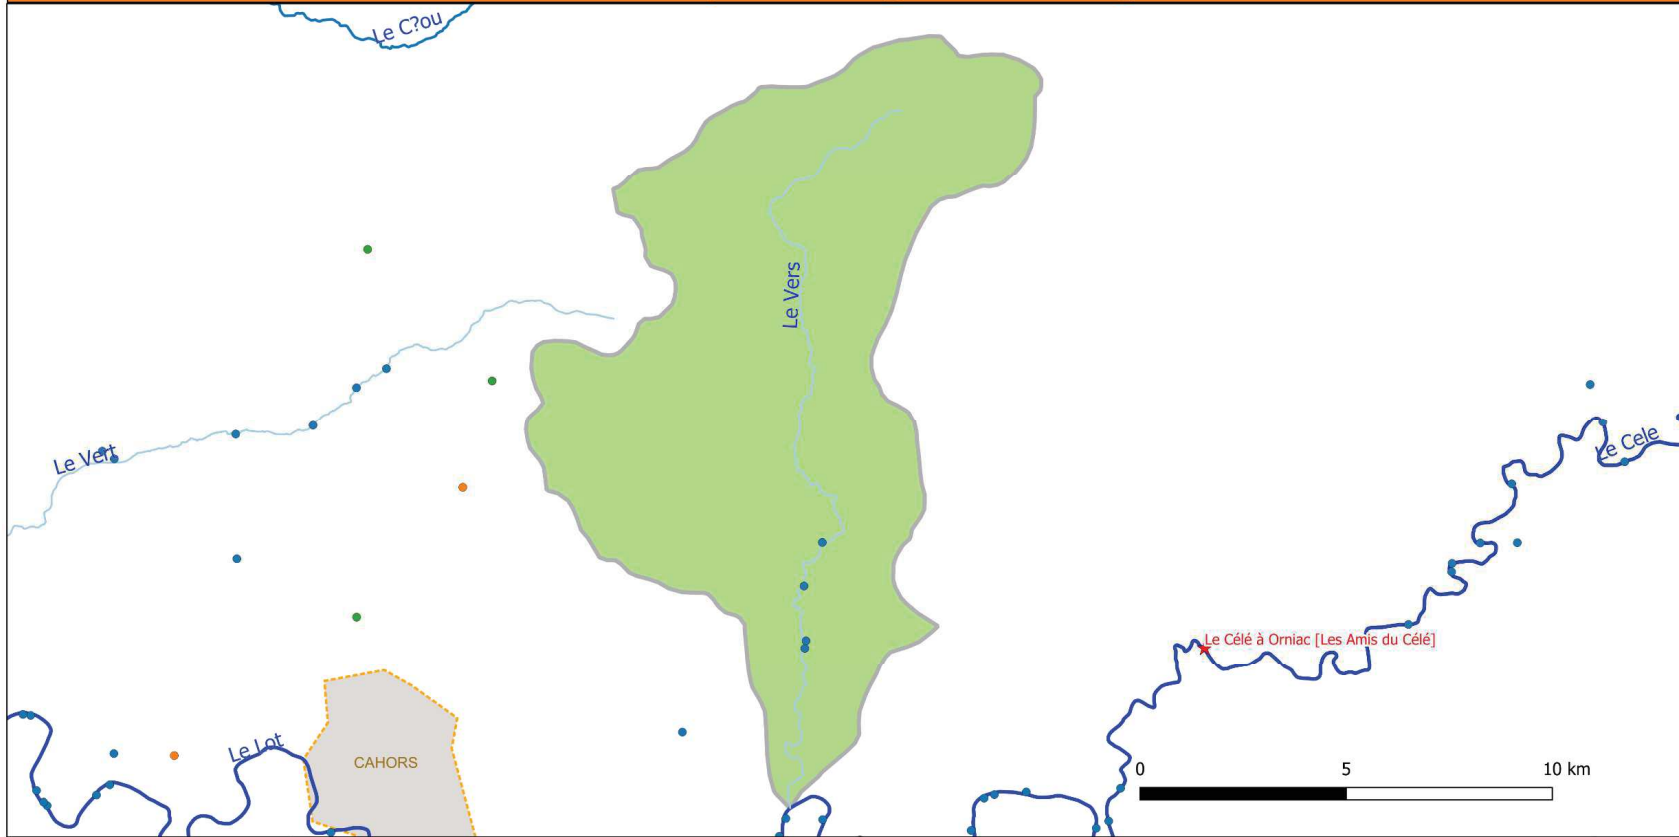 Le C?ou
Le Vers
Le Vert
Le Cele
Le Célé à Orniac [Les Amis du Célé]
Le Lot
CAHORS
0 5 10 km